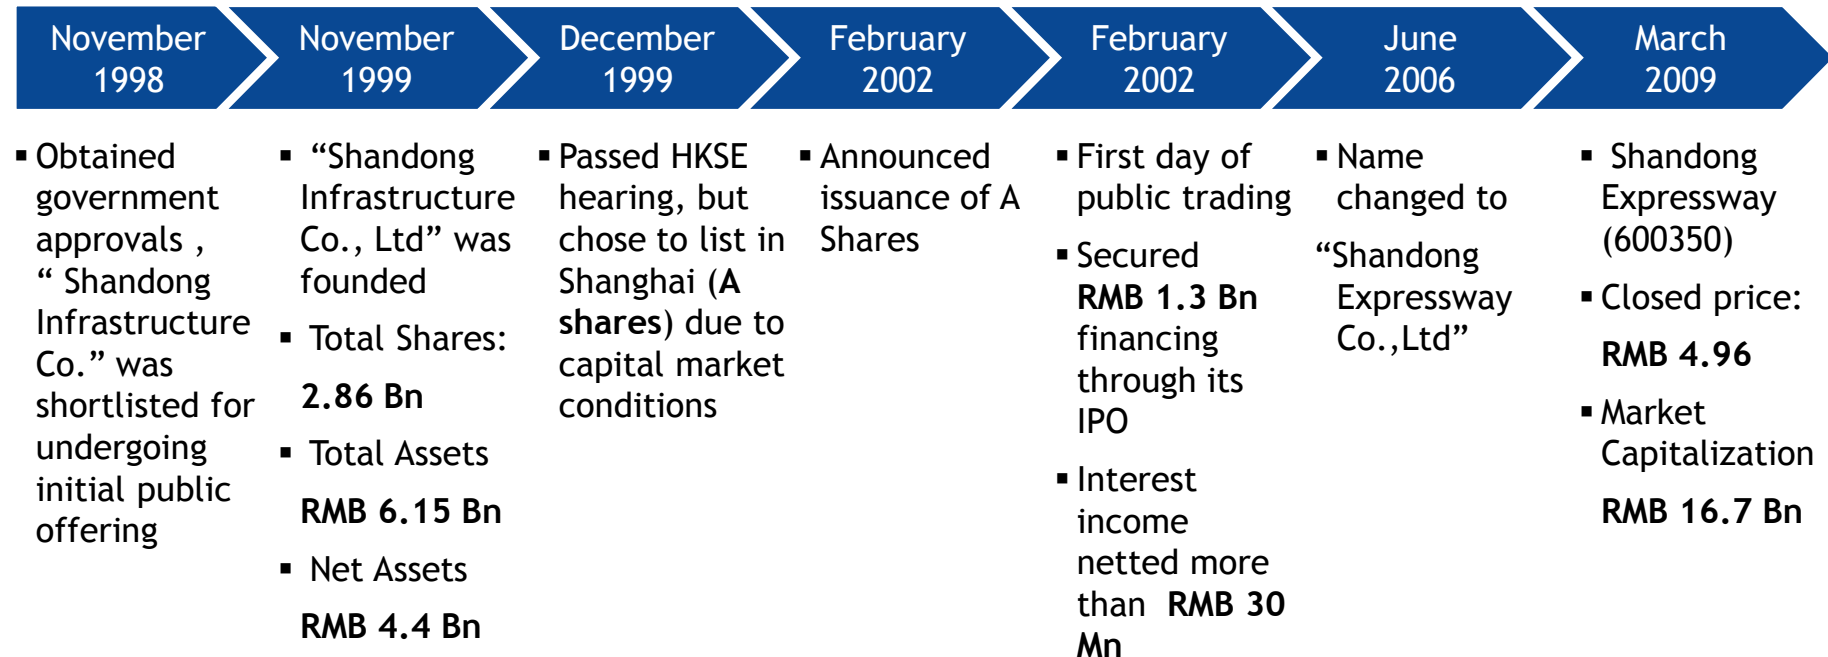 November
1998
November
1999
December
1999
February
2002
February
2002
June
2006
March
2009
▪ Obtained
government
approvals ,
“ Shandong
Infrastructure
Co.” was
shortlisted for
undergoing
initial public
offering
▪ “Shandong
Infrastructure
Co., Ltd” was
founded
▪ Total Shares:
2.86 Bn
▪ Total Assets
RMB 6.15 Bn
▪ Net Assets
RMB 4.4 Bn
▪ Passed HKSE
hearing, but
chose to list in
Shanghai (A
shares) due to
capital market
conditions
▪ Announced
issuance of A
Shares
▪ First day of
public trading
▪ Secured
RMB 1.3 Bn
financing
through its
IPO
▪ Interest
income
netted more
than RMB 30
Mn
▪ Name
changed to
“Shandong
Expressway
Co.,Ltd”
▪ Shandong
Expressway
(600350)
▪ Closed price:
RMB 4.96
▪ Market
Capitalization
RMB 16.7 Bn